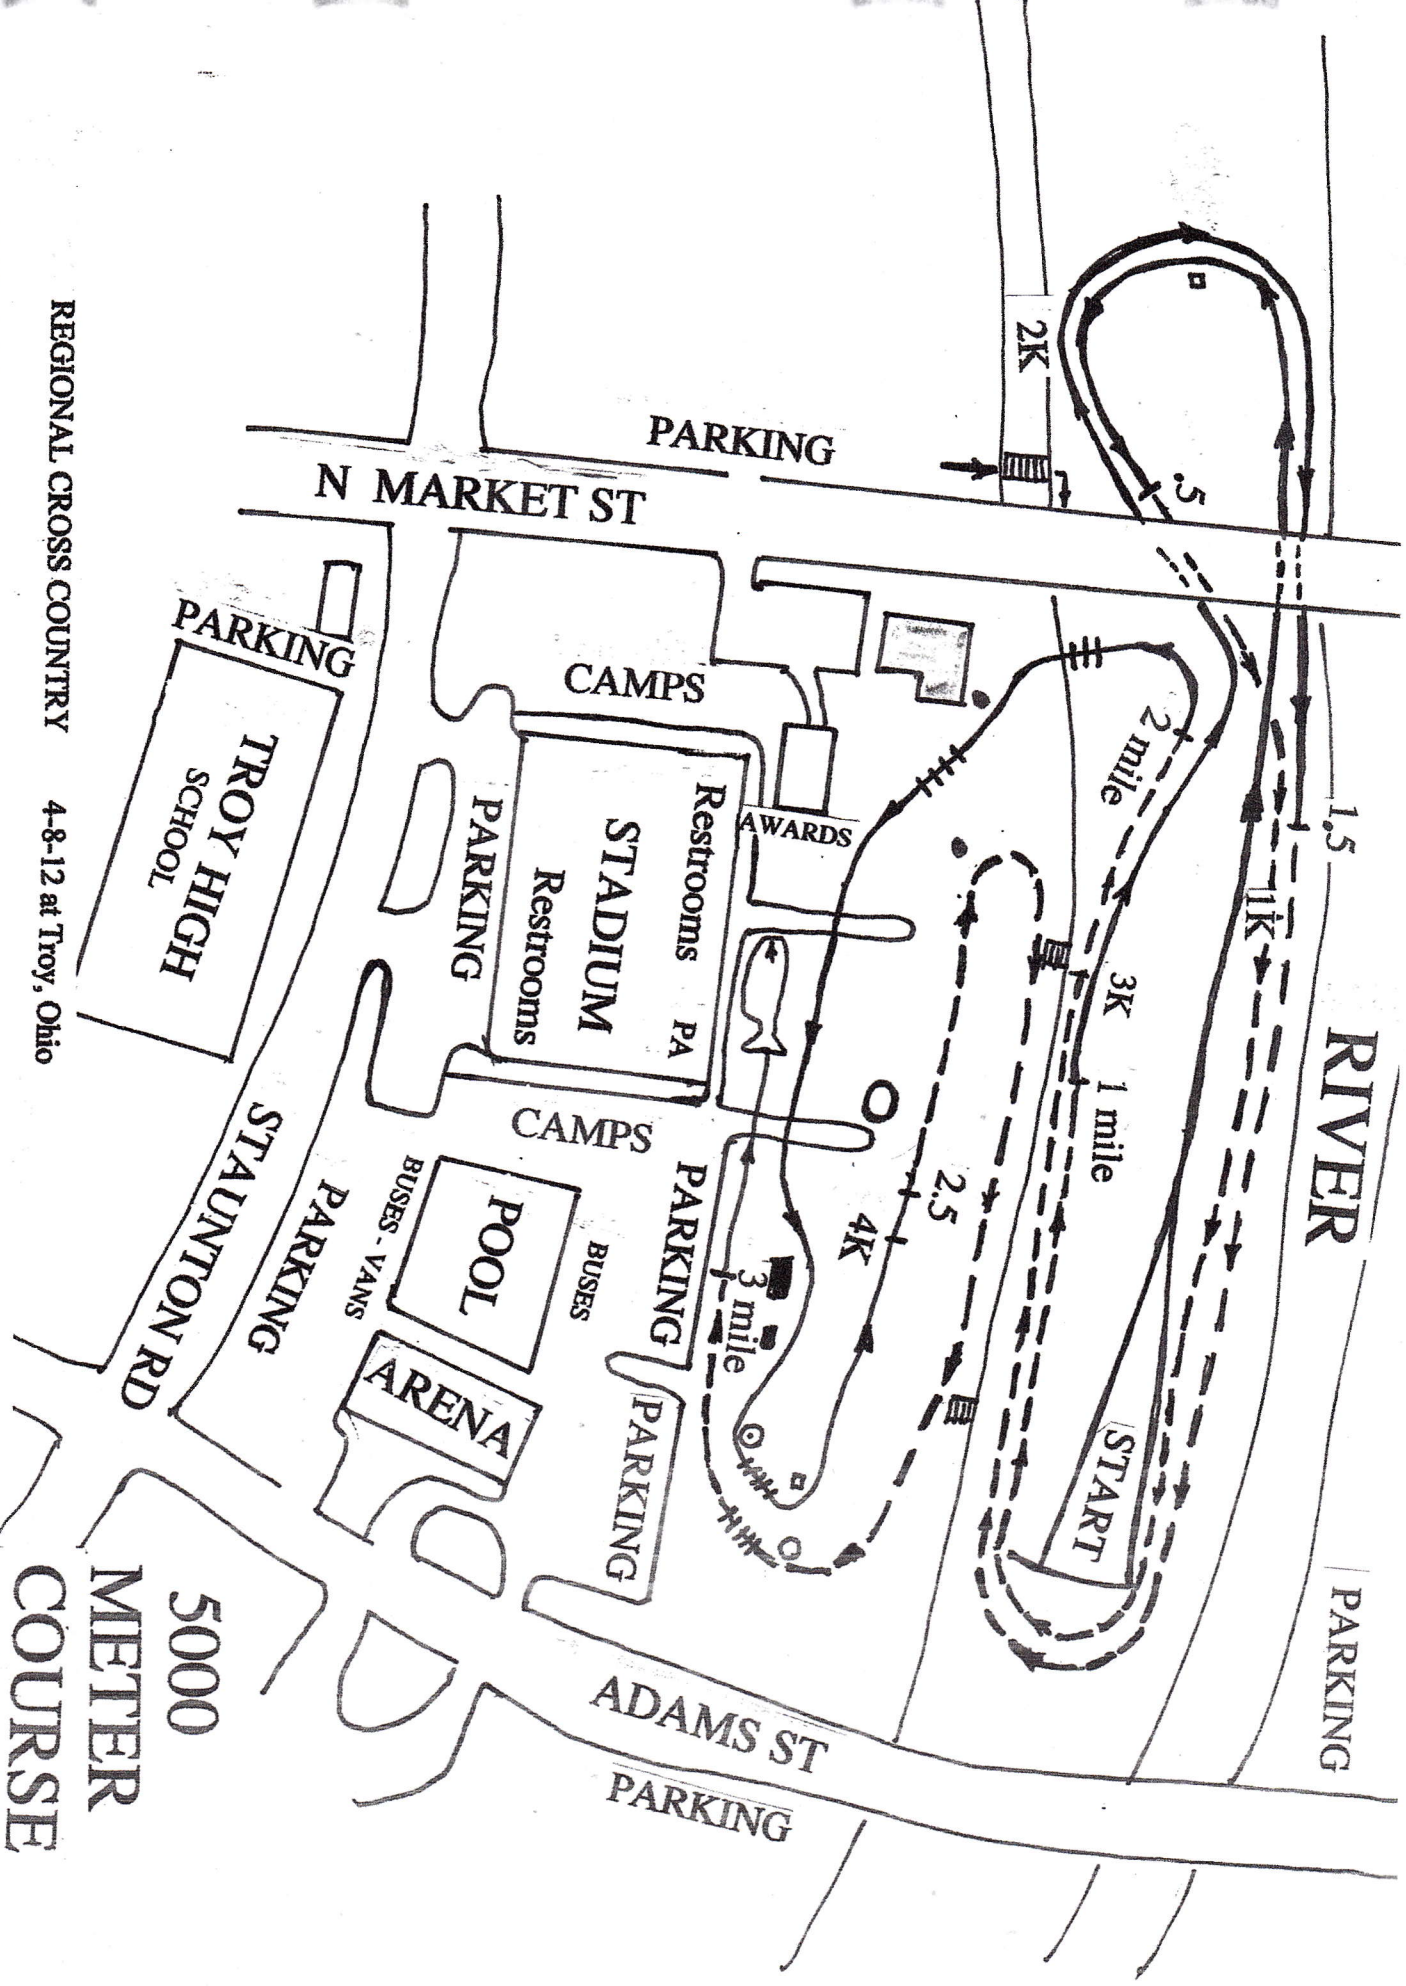 RIVER
PARKING
1.5
1K
.5
START
2K
2 mile
3K
1 mile
2.5
4K
3 mile
PARKING
N MARKET ST
CAMPS
AWARDS
Restrooms PA
STADIUM
Restrooms
PARKING
CAMPS
PARKING
PARKING
BUSES
POOL
BUSES - VANS
ARENA
PARKING
ADAMS ST
PARKING
PARKING
TROY HIGH
SCHOOL
STAUNTON RD
REGIONAL CROSS COUNTRY 4-8-12 at Troy, Ohio
5000
METER
COURSE